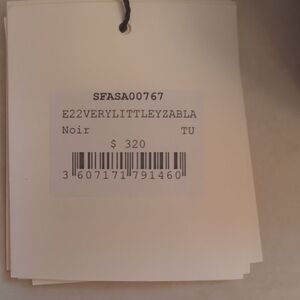 SFASA00767
E22VERYLITTLEYZABLA
Noir TU
$ 320
3 607171 791460